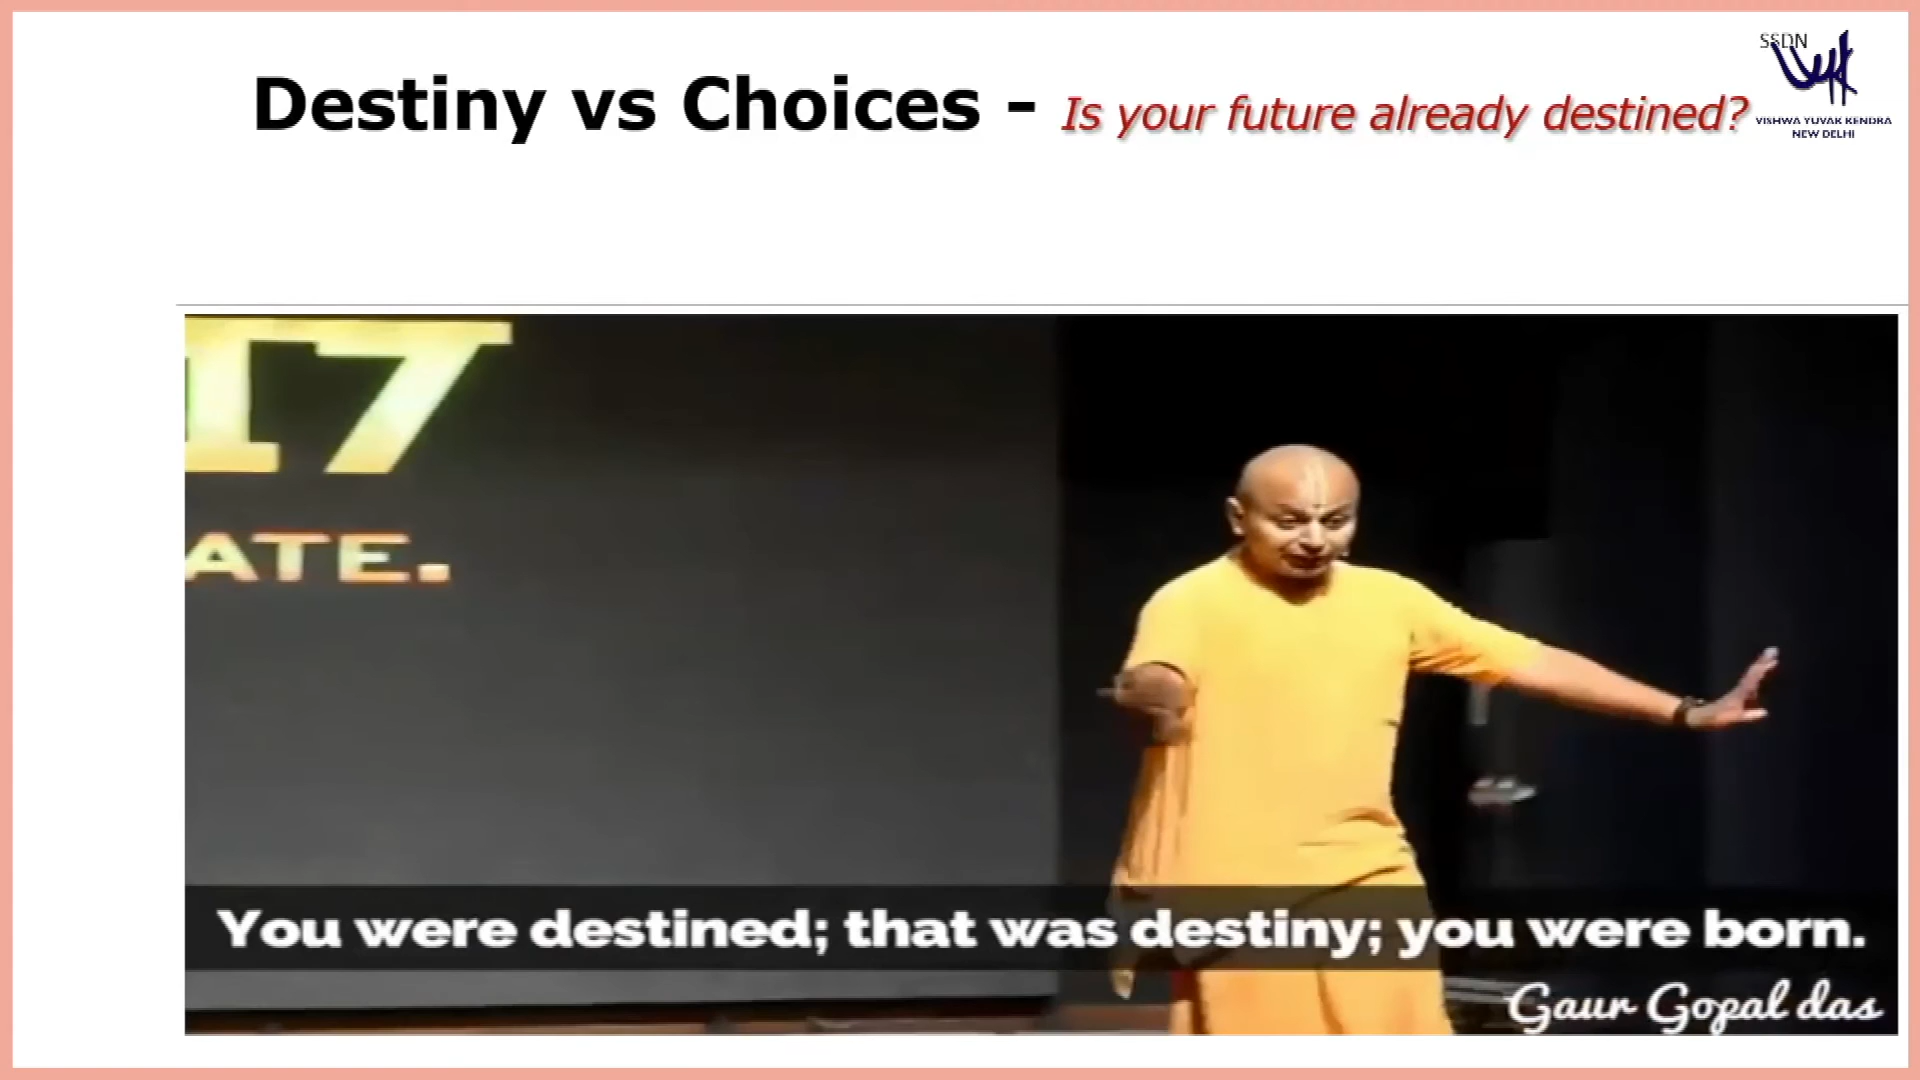 Destiny vs Choices - Is your future already destined?
SSDN
VISHWA YUVAK KENDRA
NEW DELHI
17
ATE.
You were destined; that was destiny; you were born.
Gaur Gopal das